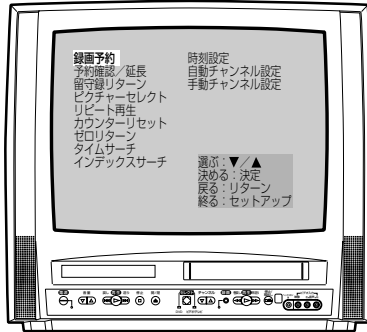 録画予約
予約確認／延長
留守録リターン
ピクチャーセレクト
リピート再生
カウンターリセット
ゼロリターン
タイムサーチ
インデックスサーチ
時刻設定
自動チャンネル設定
手動チャンネル設定
選ぶ：▼／▲
決める：決定
戻る：リターン
終る：セットアップ
チャンネル